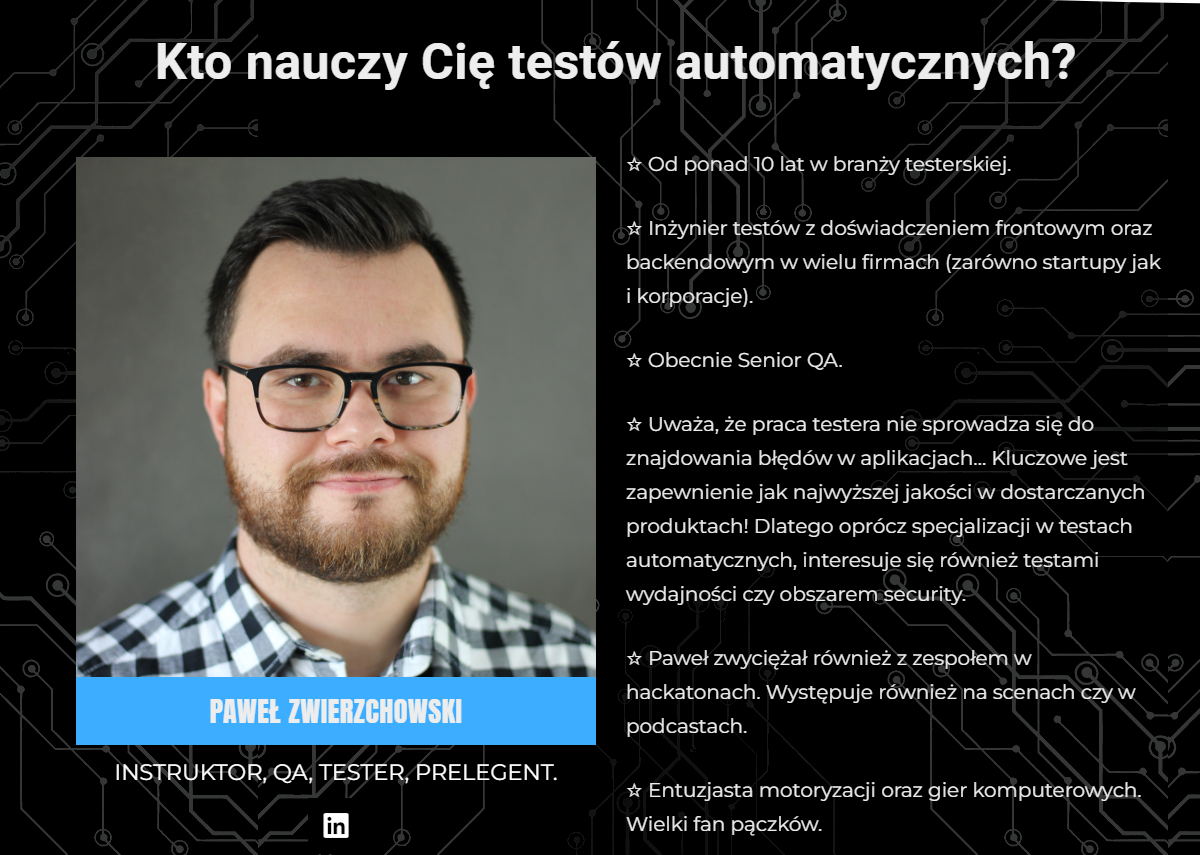 Kto nauczy Cię testów automatycznych?
☆ Od ponad 10 lat w branży testerskiej.
☆ Inżynier testów z doświadczeniem frontowym oraz
backendowym w wielu firmach (zarówno startupy jak
i korporacje).
☆ Obecnie Senior QA.
☆ Uważa, że praca testera nie sprowadza się do
znajdowania błędów w aplikacjach... Kluczowe jest
zapewnienie jak najwyższej jakości w dostarczanych
produktach! Dlatego oprócz specjalizacji w testach
automatycznych, interesuje się również testami
wydajności czy obszarem security.
☆ Paweł zwyciężał również z zespołem w
hackatonach. Występuje również na scenach czy w
podcastach.
☆ Entuzjasta motoryzacji oraz gier komputerowych.
Wielki fan pączków.
PAWEŁ ZWIERZCHOWSKI
INSTRUKTOR, QA, TESTER, PRELEGENT.
in